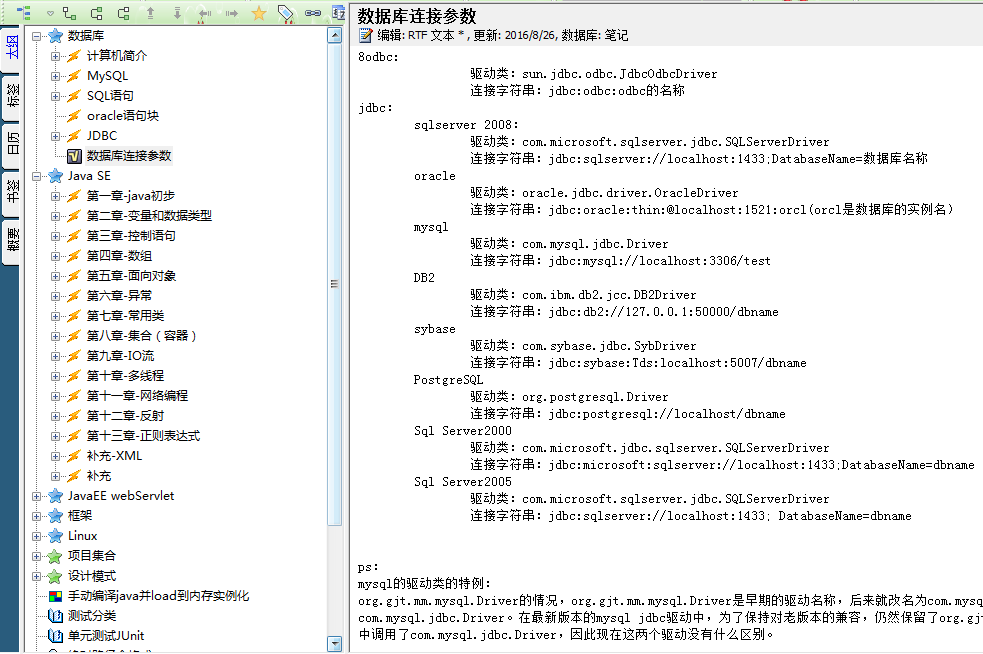 大纲
标签
日历
书签
概要
数据库
计算机简介
MySQL
SQL语句
oracle语句块
JDBC
数据库连接参数
Java SE
第一章-java初步
第二章-变量和数据类型
第三章-控制语句
第四章-数组
第五章-面向对象
第六章-异常
第七章-常用类
第八章-集合（容器）
第九章-IO流
第十章-多线程
第十一章-网络编程
第十二章-反射
第十三章-正则表达式
补充-XML
补充
JavaEE webServlet
框架
Linux
项目集合
设计模式
手动编译java并load到内存实例化
测试分类
单元测试JUnit
数据库连接参数
编辑: RTF 文本 * , 更新: 2016/8/26, 数据库: 笔记
8odbc:
驱动类: sun.jdbc.odbc.JdbcOdbcDriver
连接字符串: jdbc:odbc:odbc的名称
jdbc:
sqlserver 2008:
驱动类: com.microsoft.sqlserver.jdbc.SQLServerDriver
连接字符串: jdbc:sqlserver://localhost:1433;DatabaseName=数据库名称
oracle
驱动类: oracle.jdbc.driver.OracleDriver
连接字符串: jdbc:oracle:thin:@localhost:1521:orcl(orcl是数据库的实例名)
mysql
驱动类: com.mysql.jdbc.Driver
连接字符串: jdbc:mysql://localhost:3306/test
DB2
驱动类: com.ibm.db2.jcc.DB2Driver
连接字符串: jdbc:db2://127.0.0.1:50000/dbname
sybase
驱动类: com.sybase.jdbc.SybDriver
连接字符串: jdbc:sybase:Tds:localhost:5007/dbname
PostgreSQL
驱动类: org.postgresql.Driver
连接字符串: jdbc:postgresql://localhost/dbname
Sql Server2000
驱动类: com.microsoft.jdbc.sqlserver.SQLServerDriver
连接字符串: jdbc:microsoft:sqlserver://localhost:1433;DatabaseName=dbname
Sql Server2005
驱动类: com.microsoft.sqlserver.jdbc.SQLServerDriver
连接字符串: jdbc:sqlserver://localhost:1433; DatabaseName=dbname
ps:
mysql的驱动类的特例:
org.gjt.mm.mysql.Driver的情况, org.gjt.mm.mysql.Driver是早期的驱动名称, 后来就改名为com.mysq
com.mysql.jdbc.Driver。在最新版本的mysql jdbc驱动中, 为了保持对老版本的兼容, 仍然保留了org.gjt
中调用了com.mysql.jdbc.Driver, 因此现在这两个驱动没有什么区别。